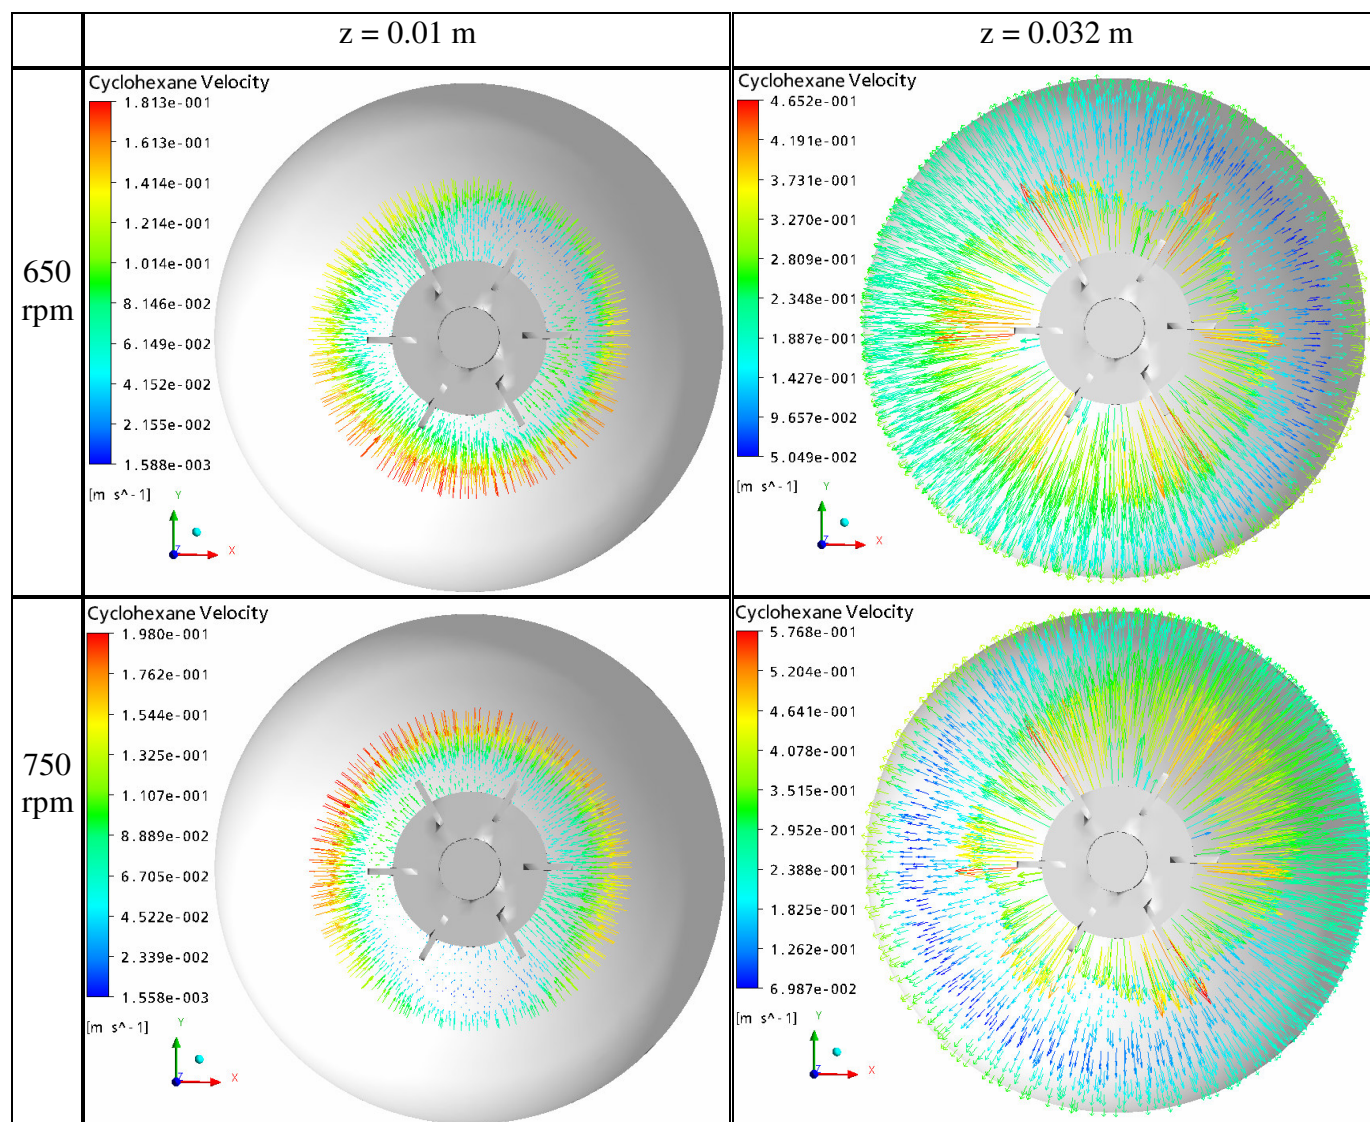 z = 0.01 m
z = 0.032 m
650
rpm
Cyclohexane Velocity
1.813e-001
1.613e-001
1.414e-001
1.214e-001
1.014e-001
8.146e-002
6.149e-002
4.152e-002
2.155e-002
1.588e-003
[m s^-1]
Y
Z
X
Cyclohexane Velocity
4.652e-001
4.191e-001
3.731e-001
3.270e-001
2.809e-001
2.348e-001
1.887e-001
1.427e-001
9.657e-002
5.049e-002
[m s^-1]
Y
Z
X
750
rpm
Cyclohexane Velocity
1.980e-001
1.762e-001
1.544e-001
1.325e-001
1.107e-001
8.889e-002
6.705e-002
4.522e-002
2.339e-002
1.558e-003
[m s^-1]
Y
Z
X
Cyclohexane Velocity
5.768e-001
5.204e-001
4.641e-001
4.078e-001
3.515e-001
2.952e-001
2.388e-001
1.825e-001
1.262e-001
6.987e-002
[m s^-1]
Y
Z
X